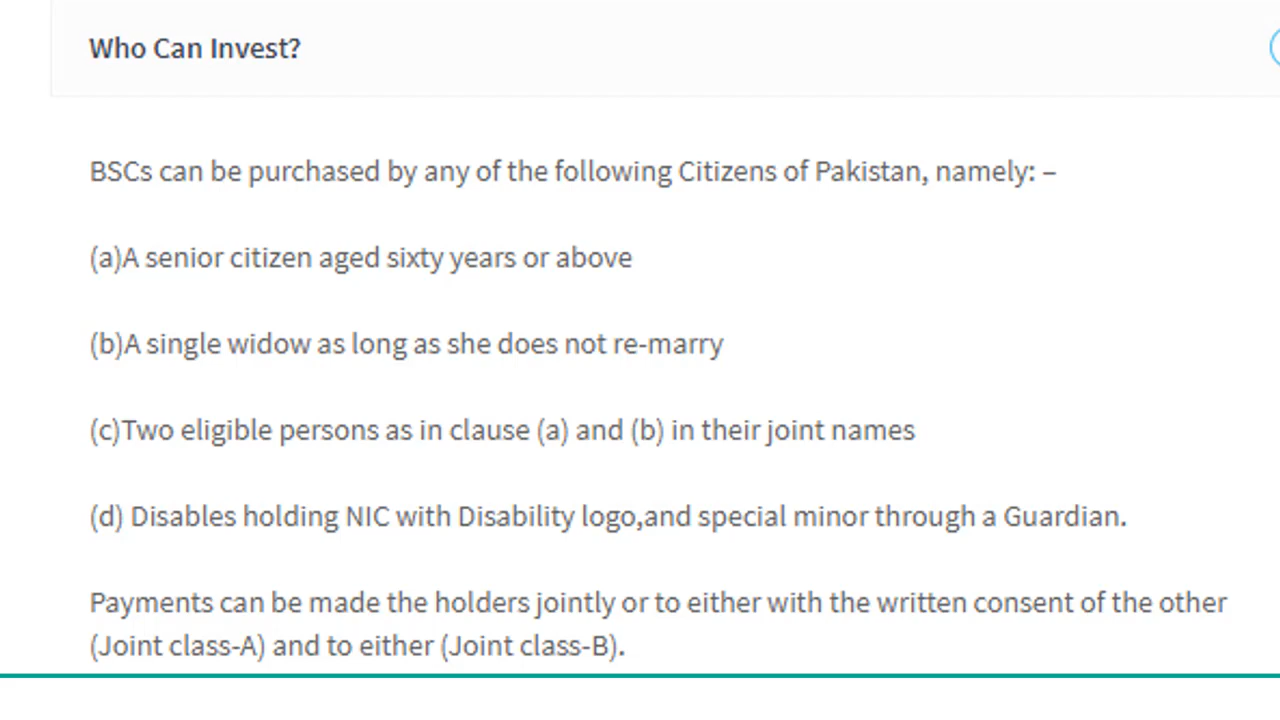 Who Can Invest?
BSCs can be purchased by any of the following Citizens of Pakistan, namely: –
(a)A senior citizen aged sixty years or above
(b)A single widow as long as she does not re-marry
(c)Two eligible persons as in clause (a) and (b) in their joint names
(d) Disables holding NIC with Disability logo,and special minor through a Guardian.
Payments can be made the holders jointly or to either with the written consent of the other
(Joint class-A) and to either (Joint class-B).